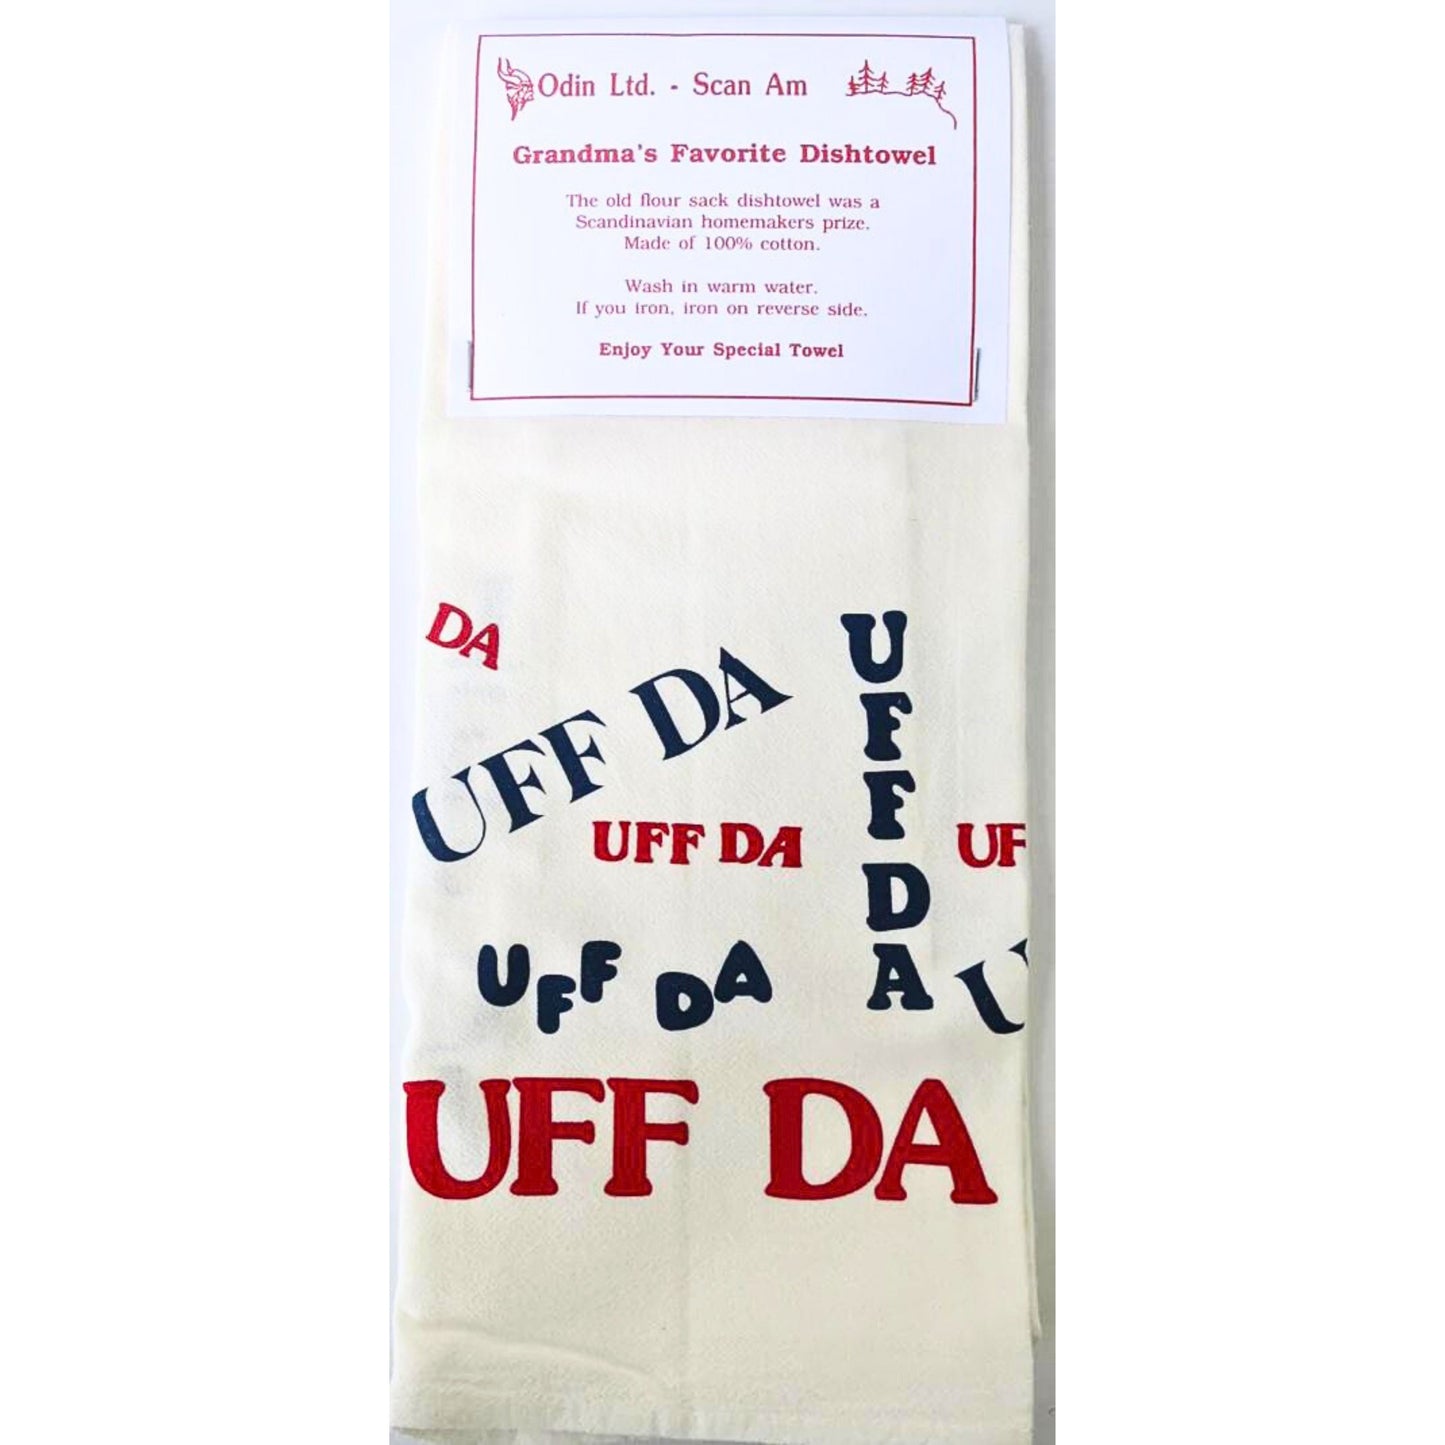 Odin Ltd. - Scan Am
Grandma's Favorite Dishtowel
The old flour sack dishtowel was a
Scandinavian homemakers prize.
Made of 100% cotton.
Wash in warm water.
If you iron, iron on reverse side.
Enjoy Your Special Towel
DA
UFF DA
UFF DA
UFF DA
UF
UFF DA
U
UFF DA